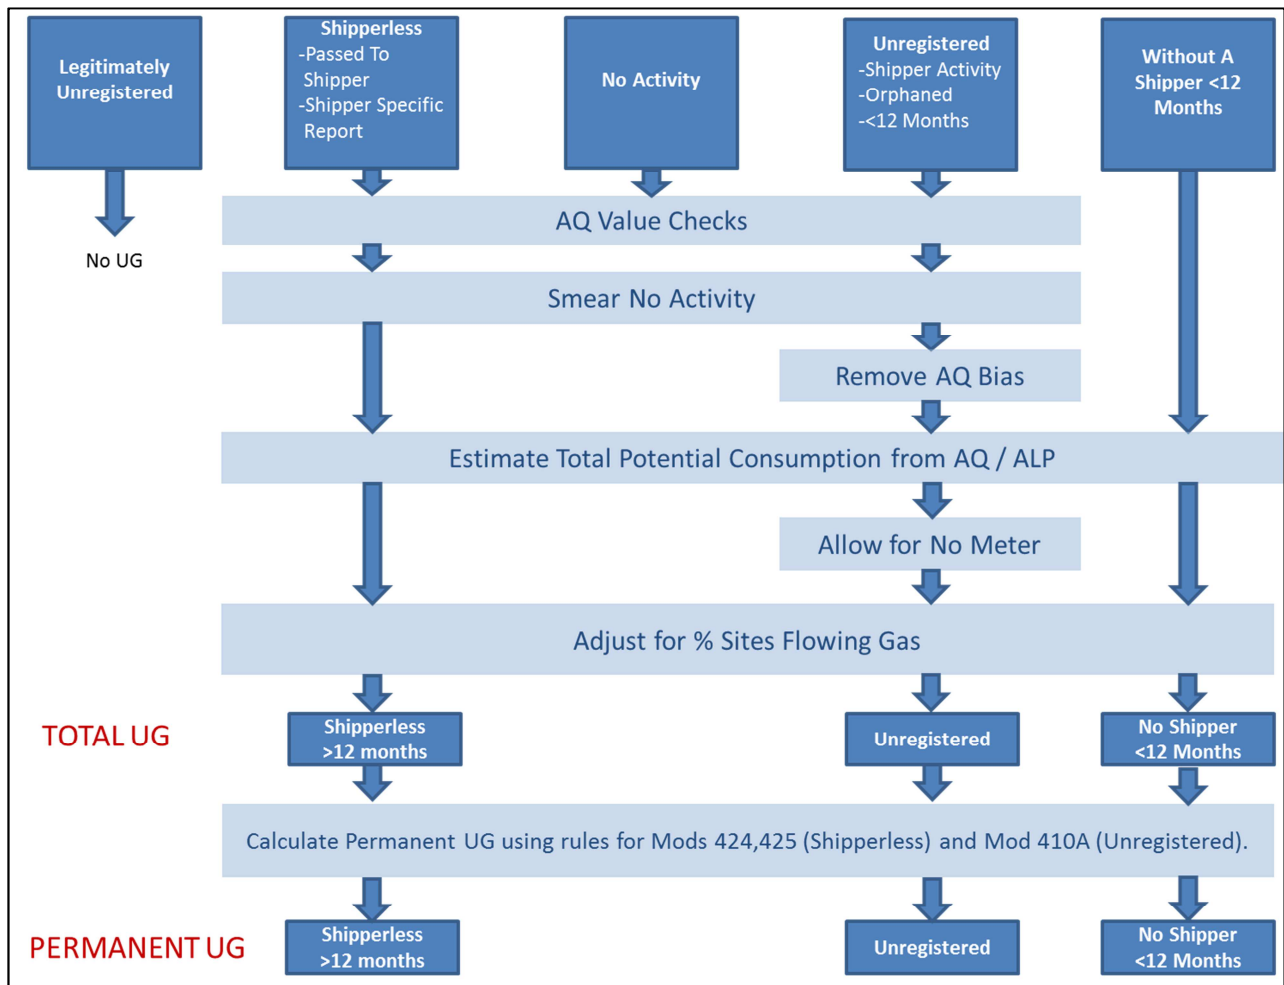 Legitimately
Unregistered
Shipperless
-Passed To
Shipper
-Shipper Specific
Report
No Activity
Unregistered
-Shipper Activity
-Orphaned
-<12 Months
Without A
Shipper <12
Months
No UG
AQ Value Checks
Smear No Activity
Remove AQ Bias
Estimate Total Potential Consumption from AQ / ALP
Allow for No Meter
Adjust for % Sites Flowing Gas
TOTAL UG
Shipperless
>12 months
Unregistered
No Shipper
<12 Months
Calculate Permanent UG using rules for Mods 424,425 (Shipperless) and Mod 410A (Unregistered).
PERMANENT UG
Shipperless
>12 months
Unregistered
No Shipper
<12 Months